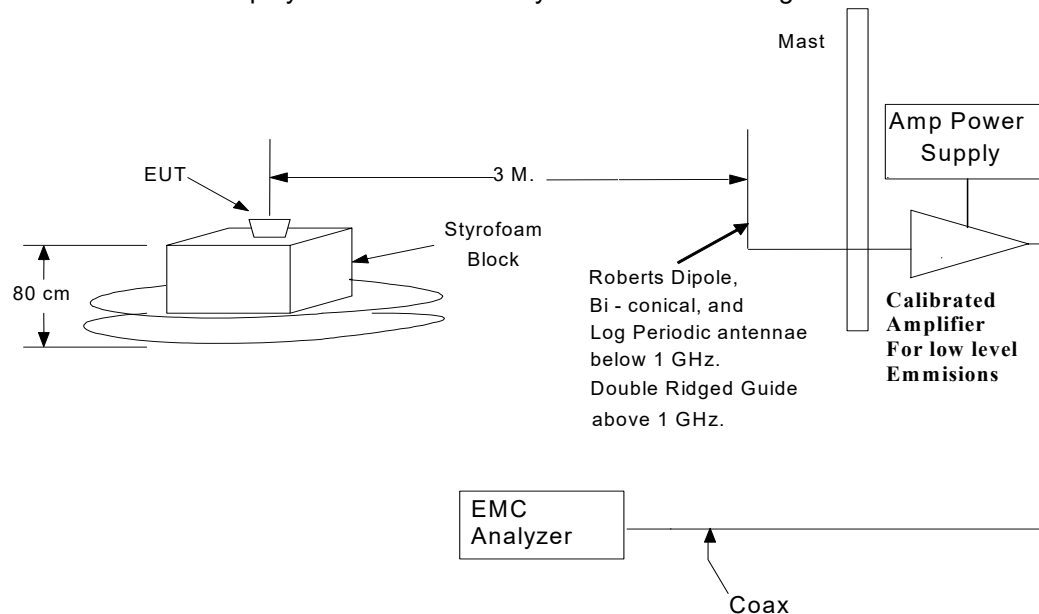 Mast
Amp Power
Supply
EUT
3 M.
Styrofoam
Block
80 cm
Roberts Dipole,
Bi - conical, and
Log Periodic antennae
below 1 GHz.
Double Ridged Guide
above 1 GHz.
Calibrated
Amplifier
For low level
Emmisions
EMC
Analyzer
Coax